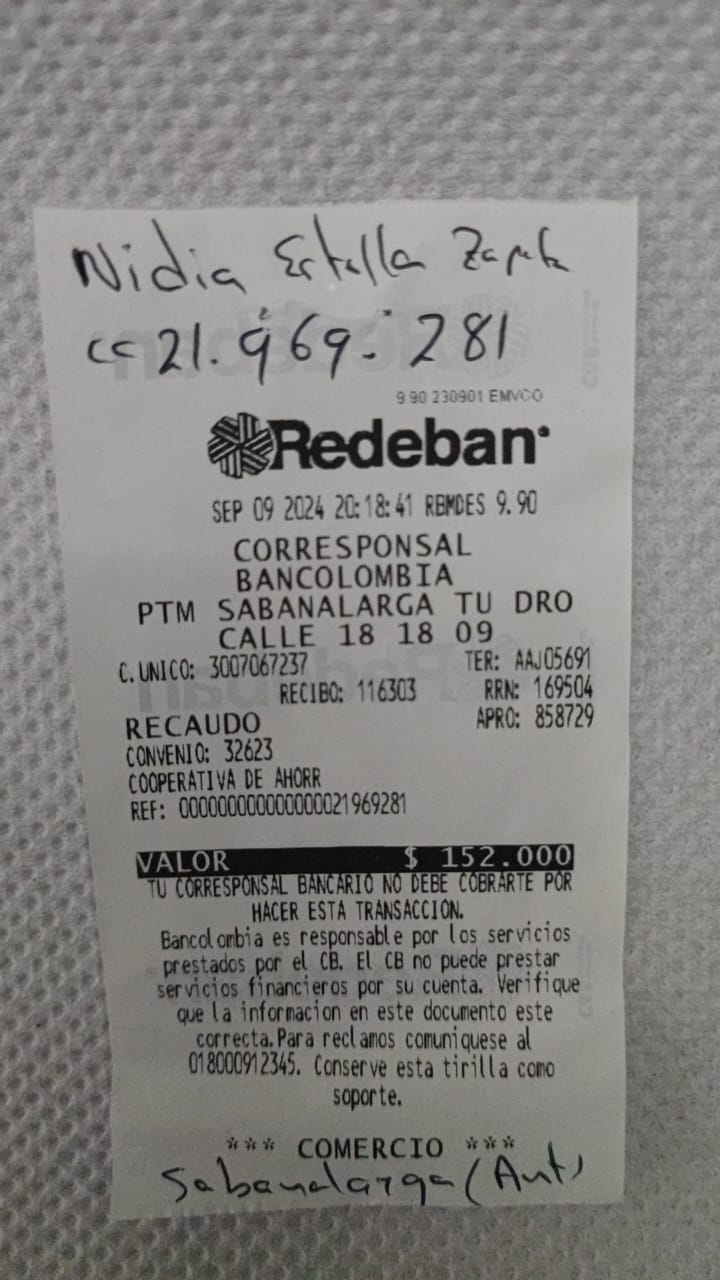 Nidia Estella Zapata
cc 21.969.281
9 90 230901 EMVCO
Redeban
SEP 09 2024 20:18:41 RBMDES 9.90
CORRESPONSAL
BANCOLOMBIA
PTM SABANALARGA TU DRO
CALLE 18 18 09
C. UNICO: 3007067237 TER: AAJ05691
RECIBO: 116303 RRN: 169504
RECAUDO APRO: 858729
CONVENIO: 32623
COOPERATIVA DE AHORR
REF: 0000000000000000021969281
VALOR $ 152.000
TU CORRESPONSAL BANCARIO NO DEBE COBRARTE POR
HACER ESTA TRANSACCION.
Bancolombia es responsable por los servicios
prestados por el CB. El CB no puede prestar
servicios financieros por su cuenta. Verifique
que la informacion en este documento este
correcta.Para reclamos comuniquese al
018000912345. Conserve esta tirilla como
soporte.
*** COMERCIO ***
Sabanalarga (Ant)